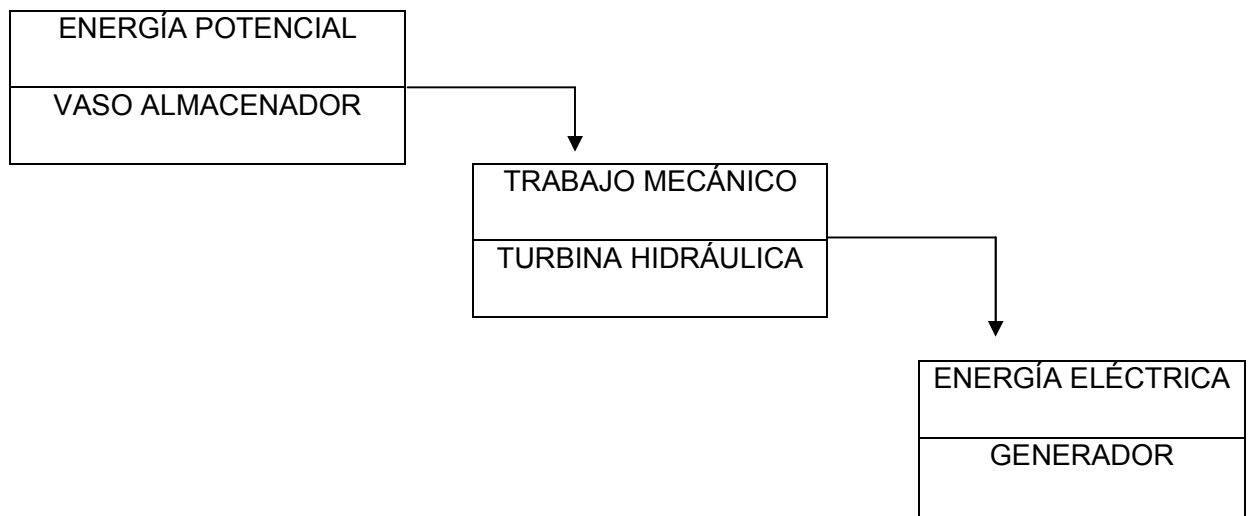 ENERGÍA POTENCIAL
VASO ALMACENADOR
TRABAJO MECÁNICO
TURBINA HIDRÁULICA
ENERGÍA ELÉCTRICA
GENERADOR